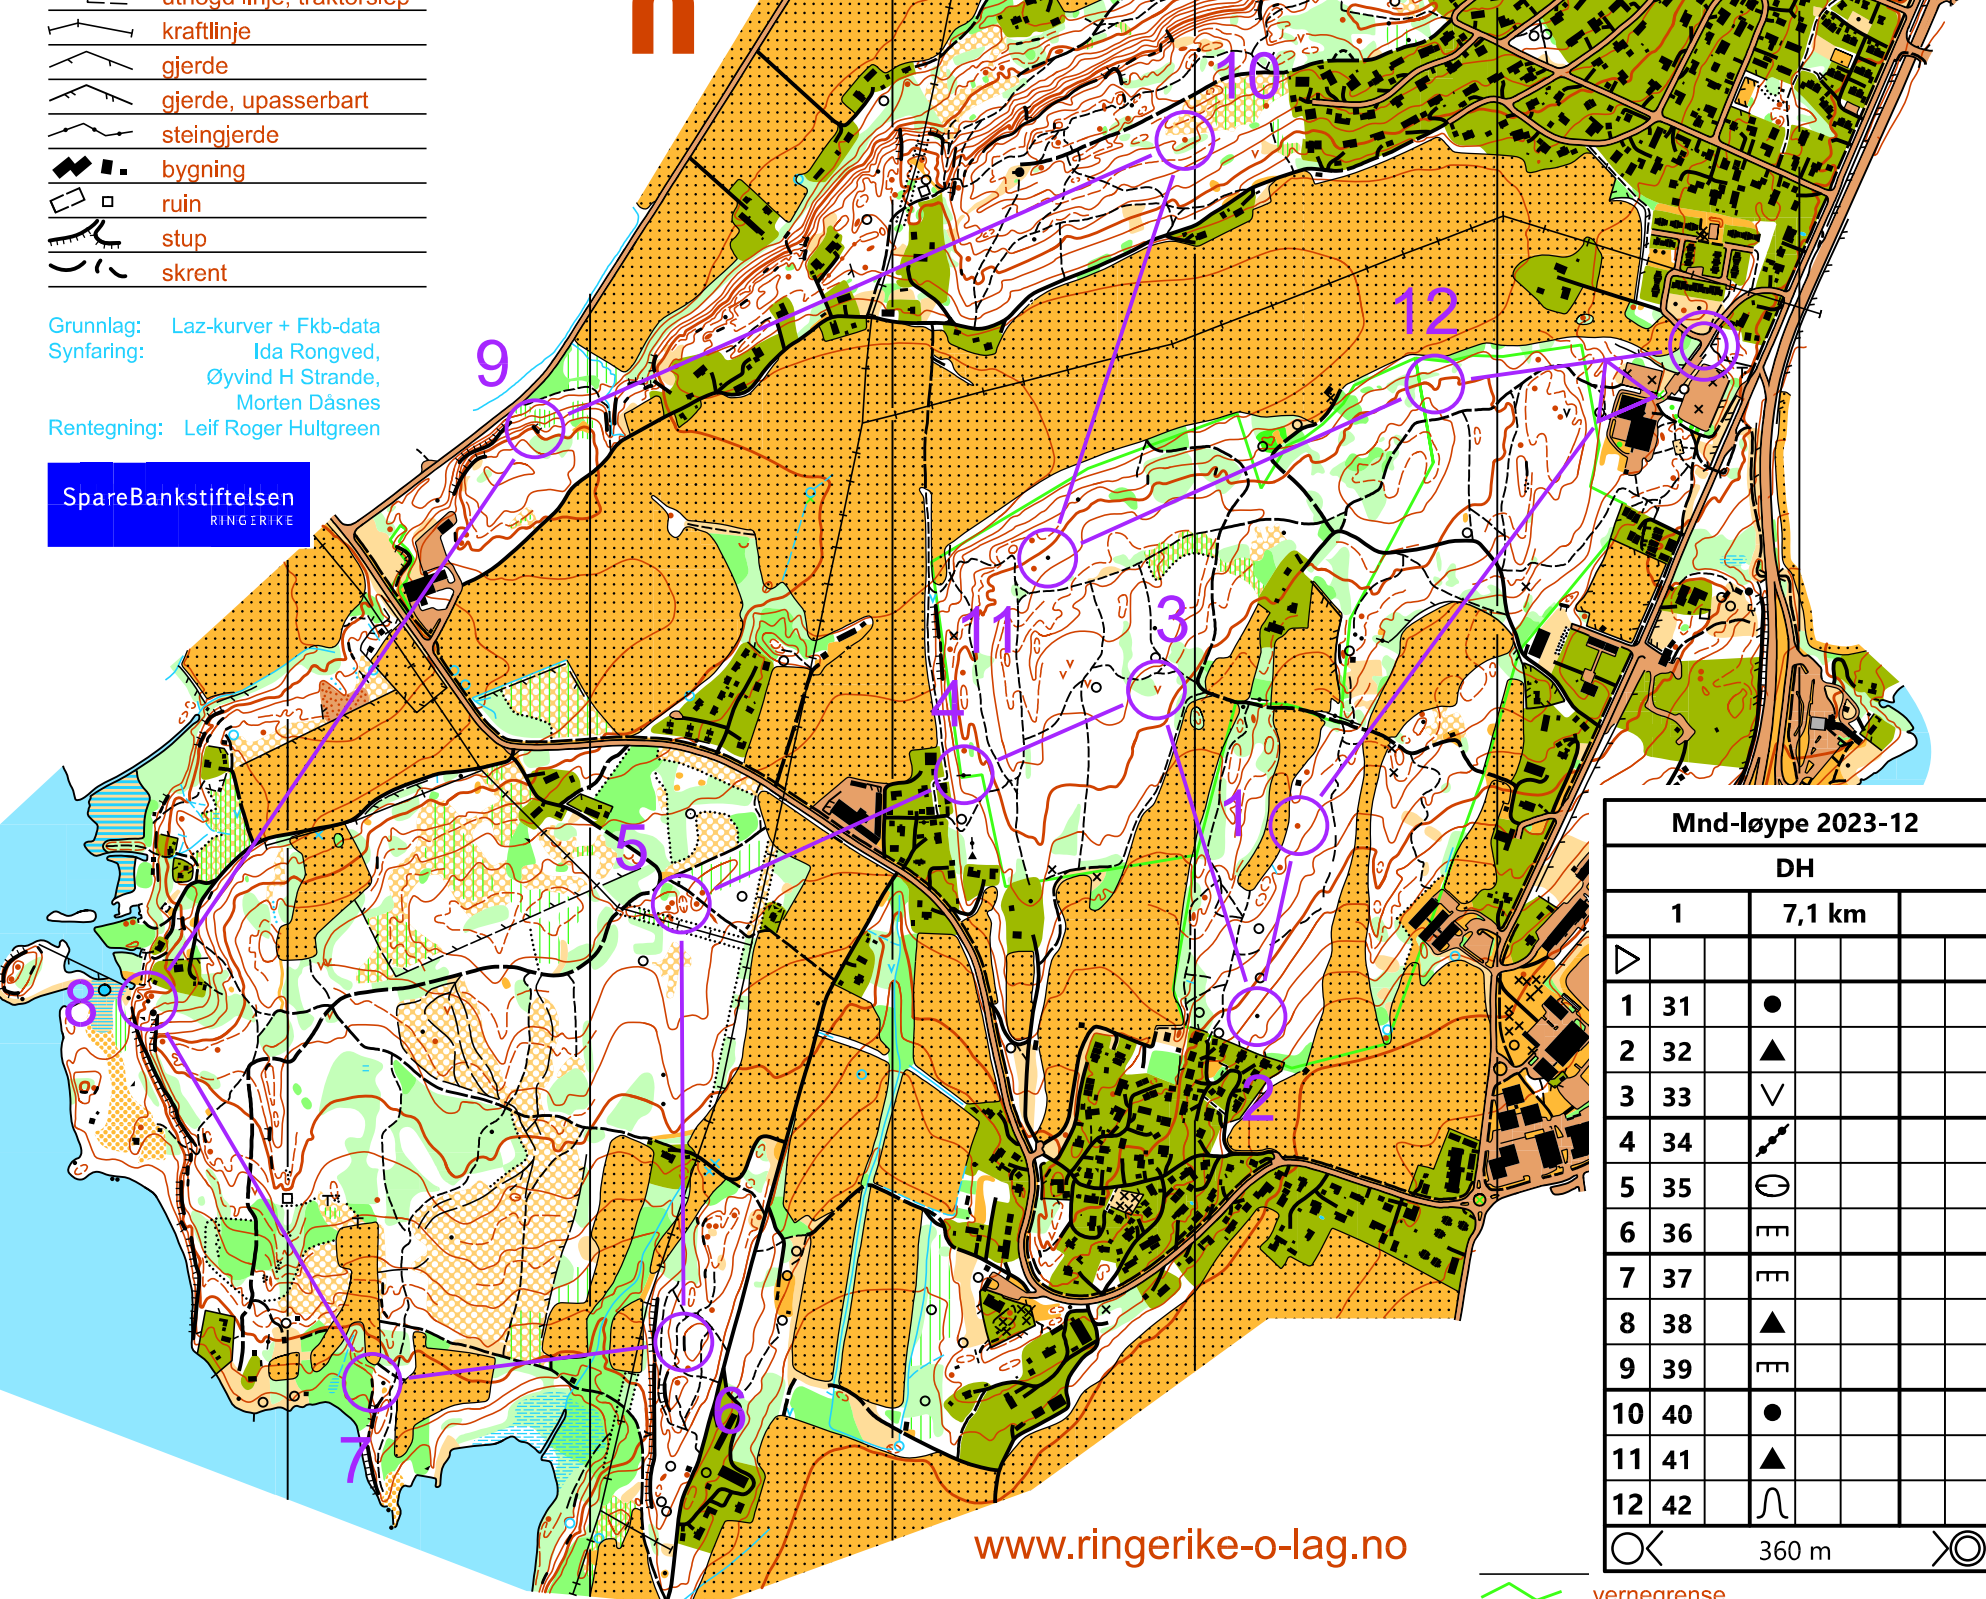 uthogd linje, traktorslep
kraftlinje
gjerde
gjerde, upasserbart
steingjerde
bygning
ruin
stup
skrent
n
Grunnlag: Laz-kurver + Fkb-data
Synfaring: Ida Rongved,
Øyvind H Strande,
Morten Dåsnes
Rentegning: Leif Roger Hultgreen
SpareBankstiftelsen
RINGERIKE
10
12
9
3
11
4
1
5
8
2
6
7
Mnd-løype 2023-12
DH
1 7,1 km
1 31
2 32
3 33
4 34
5 35
6 36
7 37
8 38
9 39
10 40
11 41
12 42
360 m
www.ringerike-o-lag.no
vernegrense